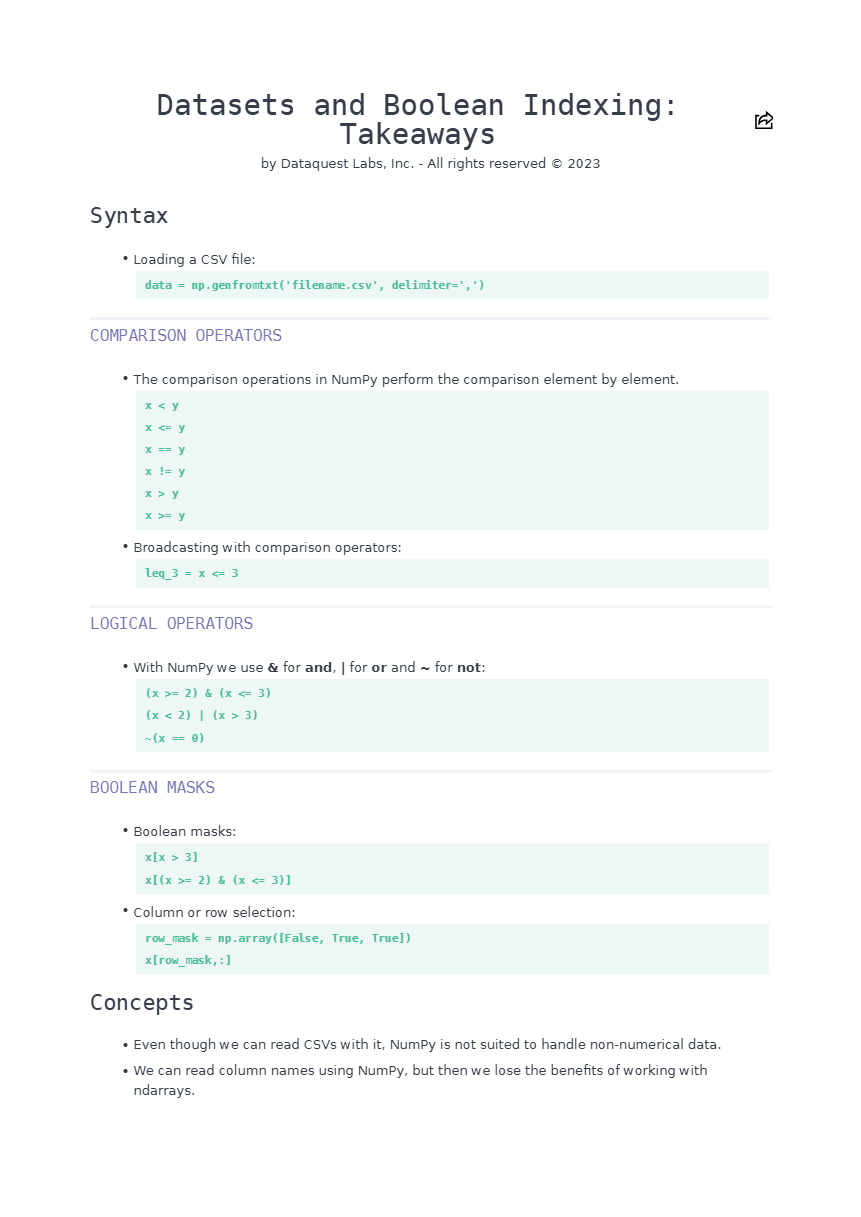 Datasets and Boolean Indexing:
Takeaways
by Dataquest Labs, Inc. - All rights reserved © 2023
Syntax
• Loading a CSV file:
data = np.genfromtxt('filename.csv', delimiter=',')
COMPARISON OPERATORS
• The comparison operations in NumPy perform the comparison element by element.
x < y
x <= y
x == y
x != y
x > y
x >= y
• Broadcasting with comparison operators:
leq_3 = x <= 3
LOGICAL OPERATORS
• With NumPy we use & for and, | for or and ~ for not:
(x >= 2) & (x <= 3)
(x < 2) | (x > 3)
~(x == 0)
BOOLEAN MASKS
• Boolean masks:
x[x > 3]
x[(x >= 2) & (x <= 3)]
• Column or row selection:
row_mask = np.array([False, True, True])
x[row_mask,:]
Concepts
• Even though we can read CSVs with it, NumPy is not suited to handle non-numerical data.
• We can read column names using NumPy, but then we lose the benefits of working with
ndarrays.